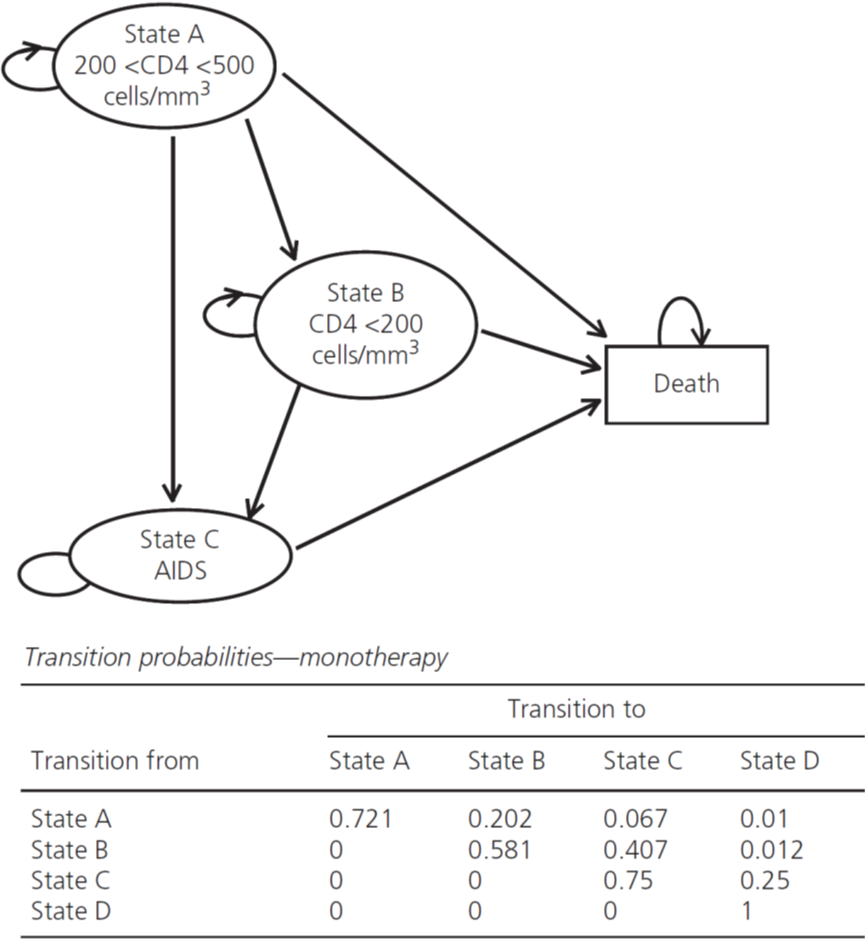 State A
200 <CD4 <500
cells/mm³
State B
CD4 <200
cells/mm³
Death
State C
AIDS
Transition probabilities—monotherapy
Transition to
Transition from State A State B State C State D
State A 0.721 0.202 0.067 0.01
State B 0 0.581 0.407 0.012
State C 0 0 0.75 0.25
State D 0 0 0 1